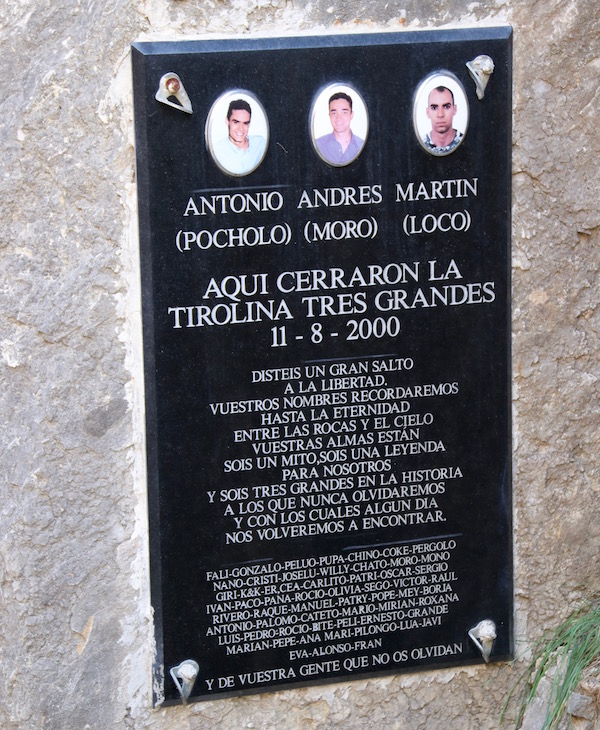 ANTONIO ANDRES MARTIN
(POCHOLO) (MORO) (LOCO)
AQUI CERRARON LA
TIROLINA TRES GRANDES
11 - 8 - 2000
DISTEIS UN GRAN SALTO
A LA LIBERTAD.
VUESTROS NOMBRES RECORDAREMOS
HASTA LA ETERNIDAD
ENTRE LAS ROCAS Y EL CIELO
VUESTRAS ALMAS ESTÁN
SOIS UN MITO,SOIS UNA LEYENDA
PARA NOSOTROS
Y SOIS TRES GRANDES EN LA HISTORIA
A LOS QUE NUNCA OLVIDAREMOS
Y CON LOS CUALES ALGUN DIA
NOS VOLVEREMOS A ENCONTRAR.
FALI-GONZALO-PELUO-PUPA-CHINO-COKE-PERGOLO
NANO-CRISTI-JOSELU-WILLY-CHATO-MORO-MONO
GIRI-K&K-ER,CEA-CARLITO-PATRI-OSCAR-SERGIO
IVAN-PACO-PANA-ROCIO-OLIVIA-SEGO-VICTOR-RAUL
RIVERO-RAQUE-MANUEL-PATRY-POPE-MEY-BORJA
ANTONIO-PALOMO-CATETO-MARIO-MIRIAN-ROXANA
LUIS-PEDRO:ROCIO-BITE-PELI-ERNESTO-GRANDE
MARIAN-PEPE-ANA MARI-PILONGO-LUA-JAVI
EVA-ALONSO-FRAN
Y DE VUESTRA GENTE QUE NO OS OLVIDAN